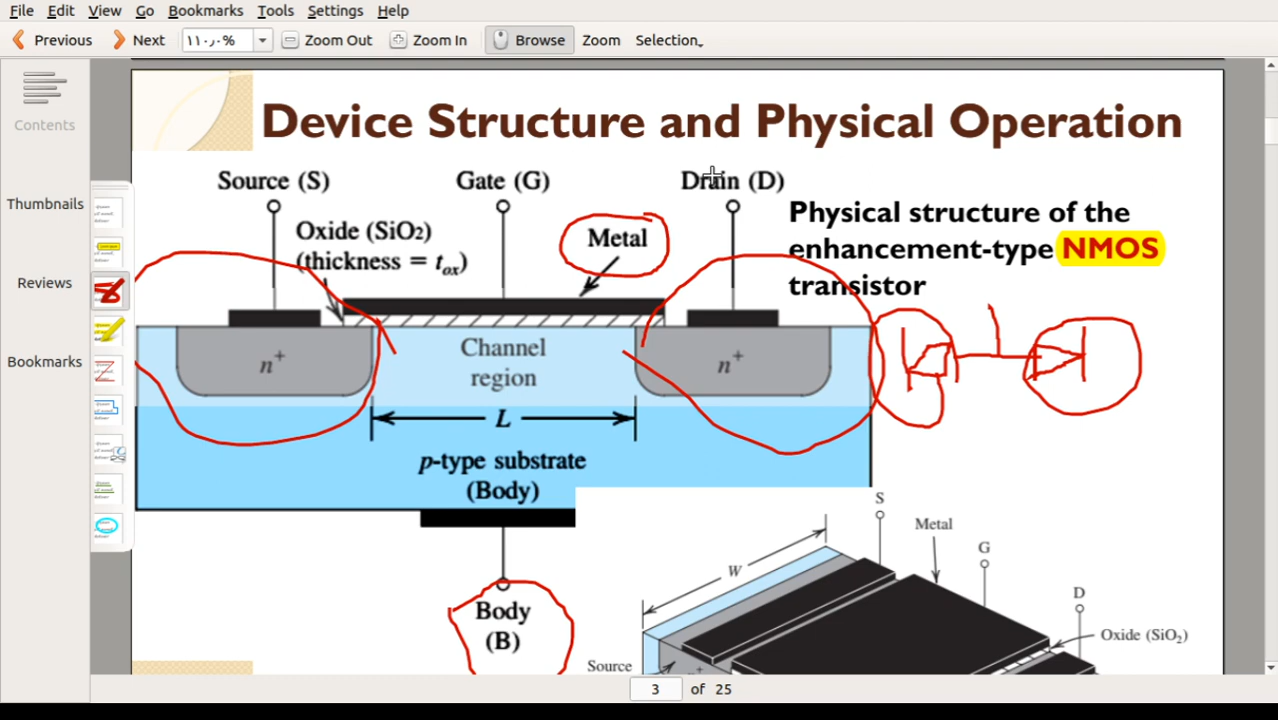 File Edit View Go Bookmarks Tools Settings Help
Previous Next ١١٠٫٠% Zoom Out Zoom In Browse Zoom Selection
Contents
Thumbnails
Reviews
Bookmarks
Device Structure and Physical Operation
Source (S) Gate (G) Drain (D)
Oxide (SiO₂)
(thickness = tₒₓ)
Metal
Physical structure of the
enhancement-type NMOS
transistor
n⁺ Channel n⁺
region
L
p-type substrate
(Body)
Body
(B)
S
Metal
G
W
D
Oxide (SiO₂)
Source
3 of 25